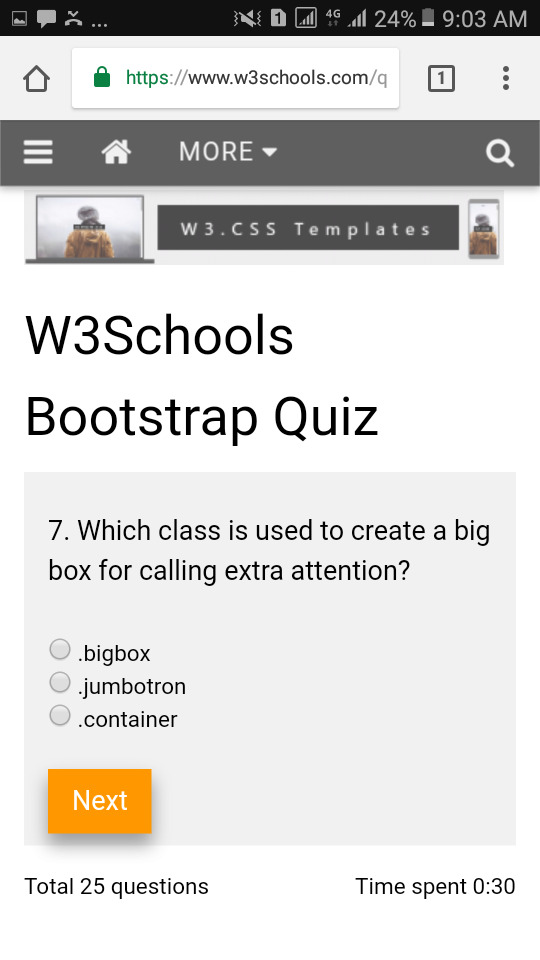 ... 1 4G 24% 9:03 AM
https://www.w3schools.com/q 1
MORE
W3.CSS Templates
W3Schools
Bootstrap Quiz
7. Which class is used to create a big
box for calling extra attention?
.bigbox
.jumbotron
.container
Next
Total 25 questions Time spent 0:30